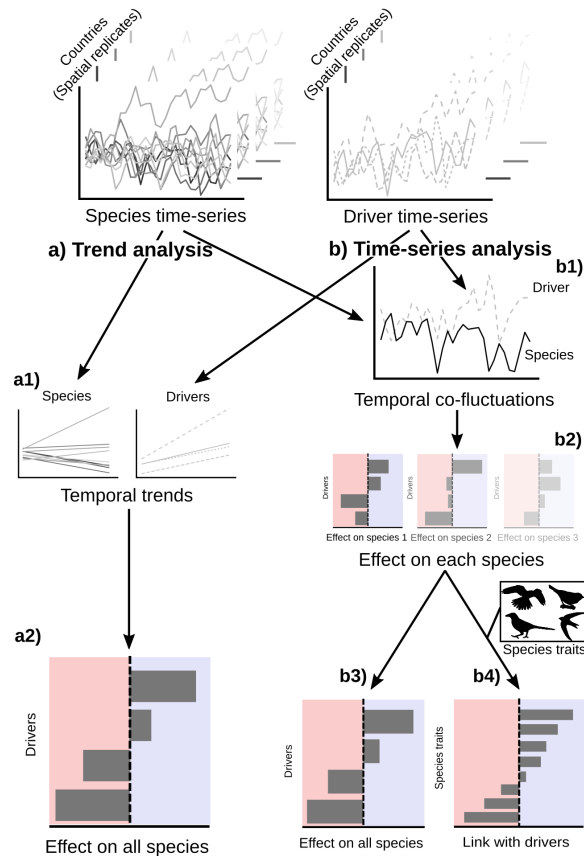 Countries
(Spatial replicates)
Countries
(Spatial replicates)
Species time-series
Driver time-series
a) Trend analysis
b) Time-series analysis
b1)
Driver
Species
Temporal co-fluctuations
a1)
Species
Drivers
Temporal trends
b2)
Drivers
Drivers
Drivers
Effect on species 1
Effect on species 2
Effect on species 3
Effect on each species
Species traits
a2)
Drivers
Effect on all species
b3)
Drivers
Effect on all species
b4)
Species traits
Link with drivers